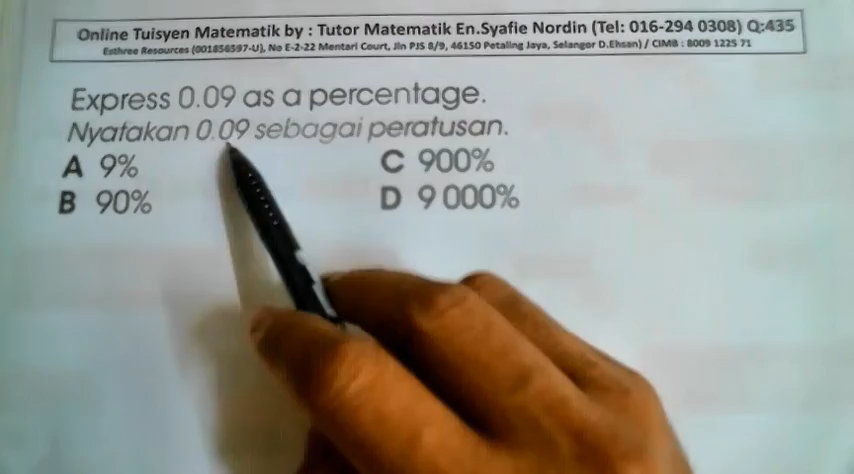 Online Tuisyen Matematik by : Tutor Matematik En.Syafie Nordin (Tel: 016-294 0308) Q:435
Esthree Resources (001856597-U), No E-2-22 Mentari Court, Jln PJS 8/9, 46150 Petaling Jaya, Selangor D.Ehsan) / CIMB : 8009 1225 71
Express 0.09 as a percentage.
Nyatakan 0.09 sebagai peratusan.
A 9% C 900%
B 90% D 9 000%